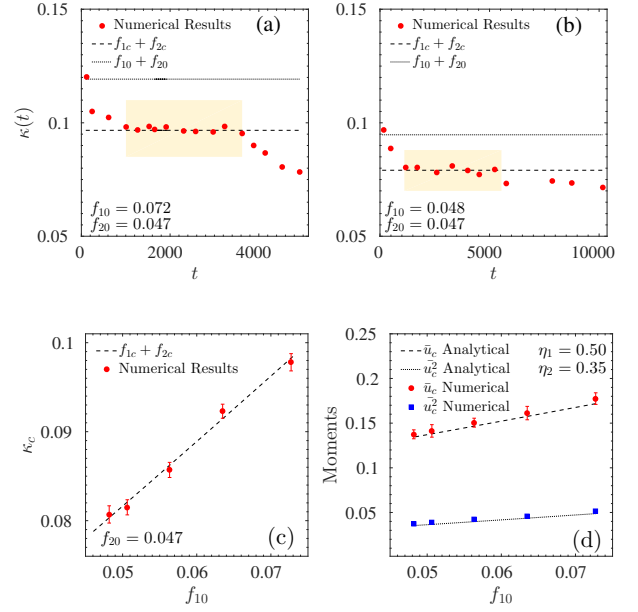 0.15
Numerical Results
(a)
f₁c + f₂c
f₁₀ + f₂₀
κ(t)
0.1
f₁₀ = 0.072
f₂₀ = 0.047
0.05
0
2000
4000
t
0.15
Numerical Results
(b)
f₁c + f₂c
f₁₀ + f₂₀
0.1
f₁₀ = 0.048
f₂₀ = 0.047
0.05
0
5000
10000
t
0.1
f₁c + f₂c
Numerical Results
κc
0.09
0.08
f₂₀ = 0.047
(c)
0.05
0.06
0.07
f₁₀
0.25
ūc Analytical
η₁ = 0.50
ū²c Analytical
η₂ = 0.35
0.2
ūc Numerical
ū²c Numerical
Moments
0.15
0.1
0.05
(d)
0.05
0.06
0.07
f₁₀